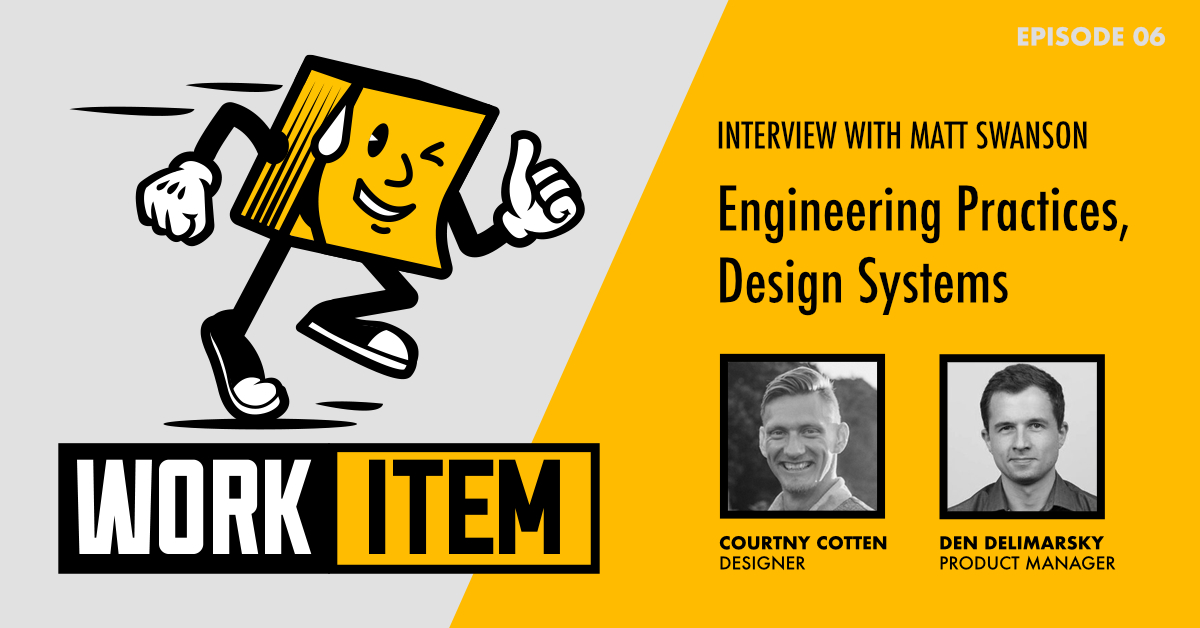 EPISODE 06
INTERVIEW WITH MATT SWANSON
Engineering Practices,
Design Systems
WORK ITEM
COURTNY COTTEN
DESIGNER
DEN DELIMARSKY
PRODUCT MANAGER